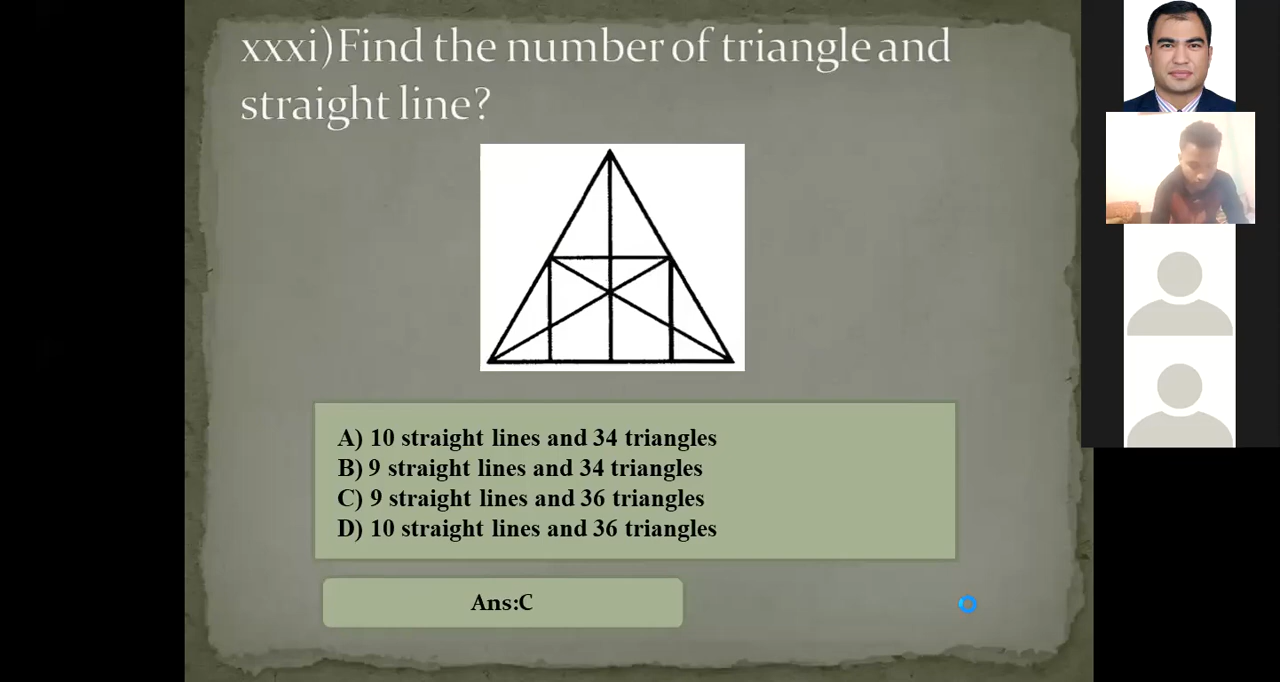 xxxi)Find the number of triangle and
straight line?
A) 10 straight lines and 34 triangles
B) 9 straight lines and 34 triangles
C) 9 straight lines and 36 triangles
D) 10 straight lines and 36 triangles
Ans:C